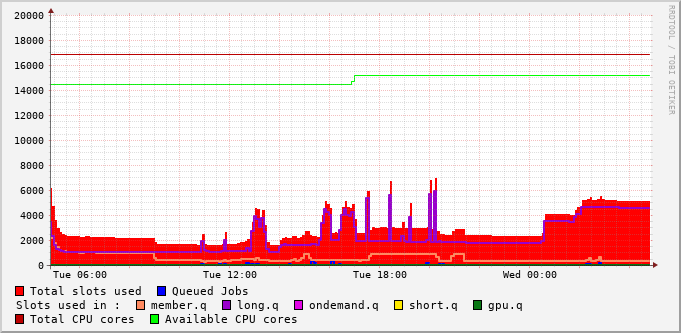 RRDTOOL / TOBI OETIKER
20000
18000
16000
14000
12000
10000
8000
6000
4000
2000
0
Tue 06:00 Tue 12:00 Tue 18:00 Wed 00:00
Total slots used Queued Jobs
Slots used in : member.q long.q ondemand.q short.q gpu.q
Total CPU cores Available CPU cores